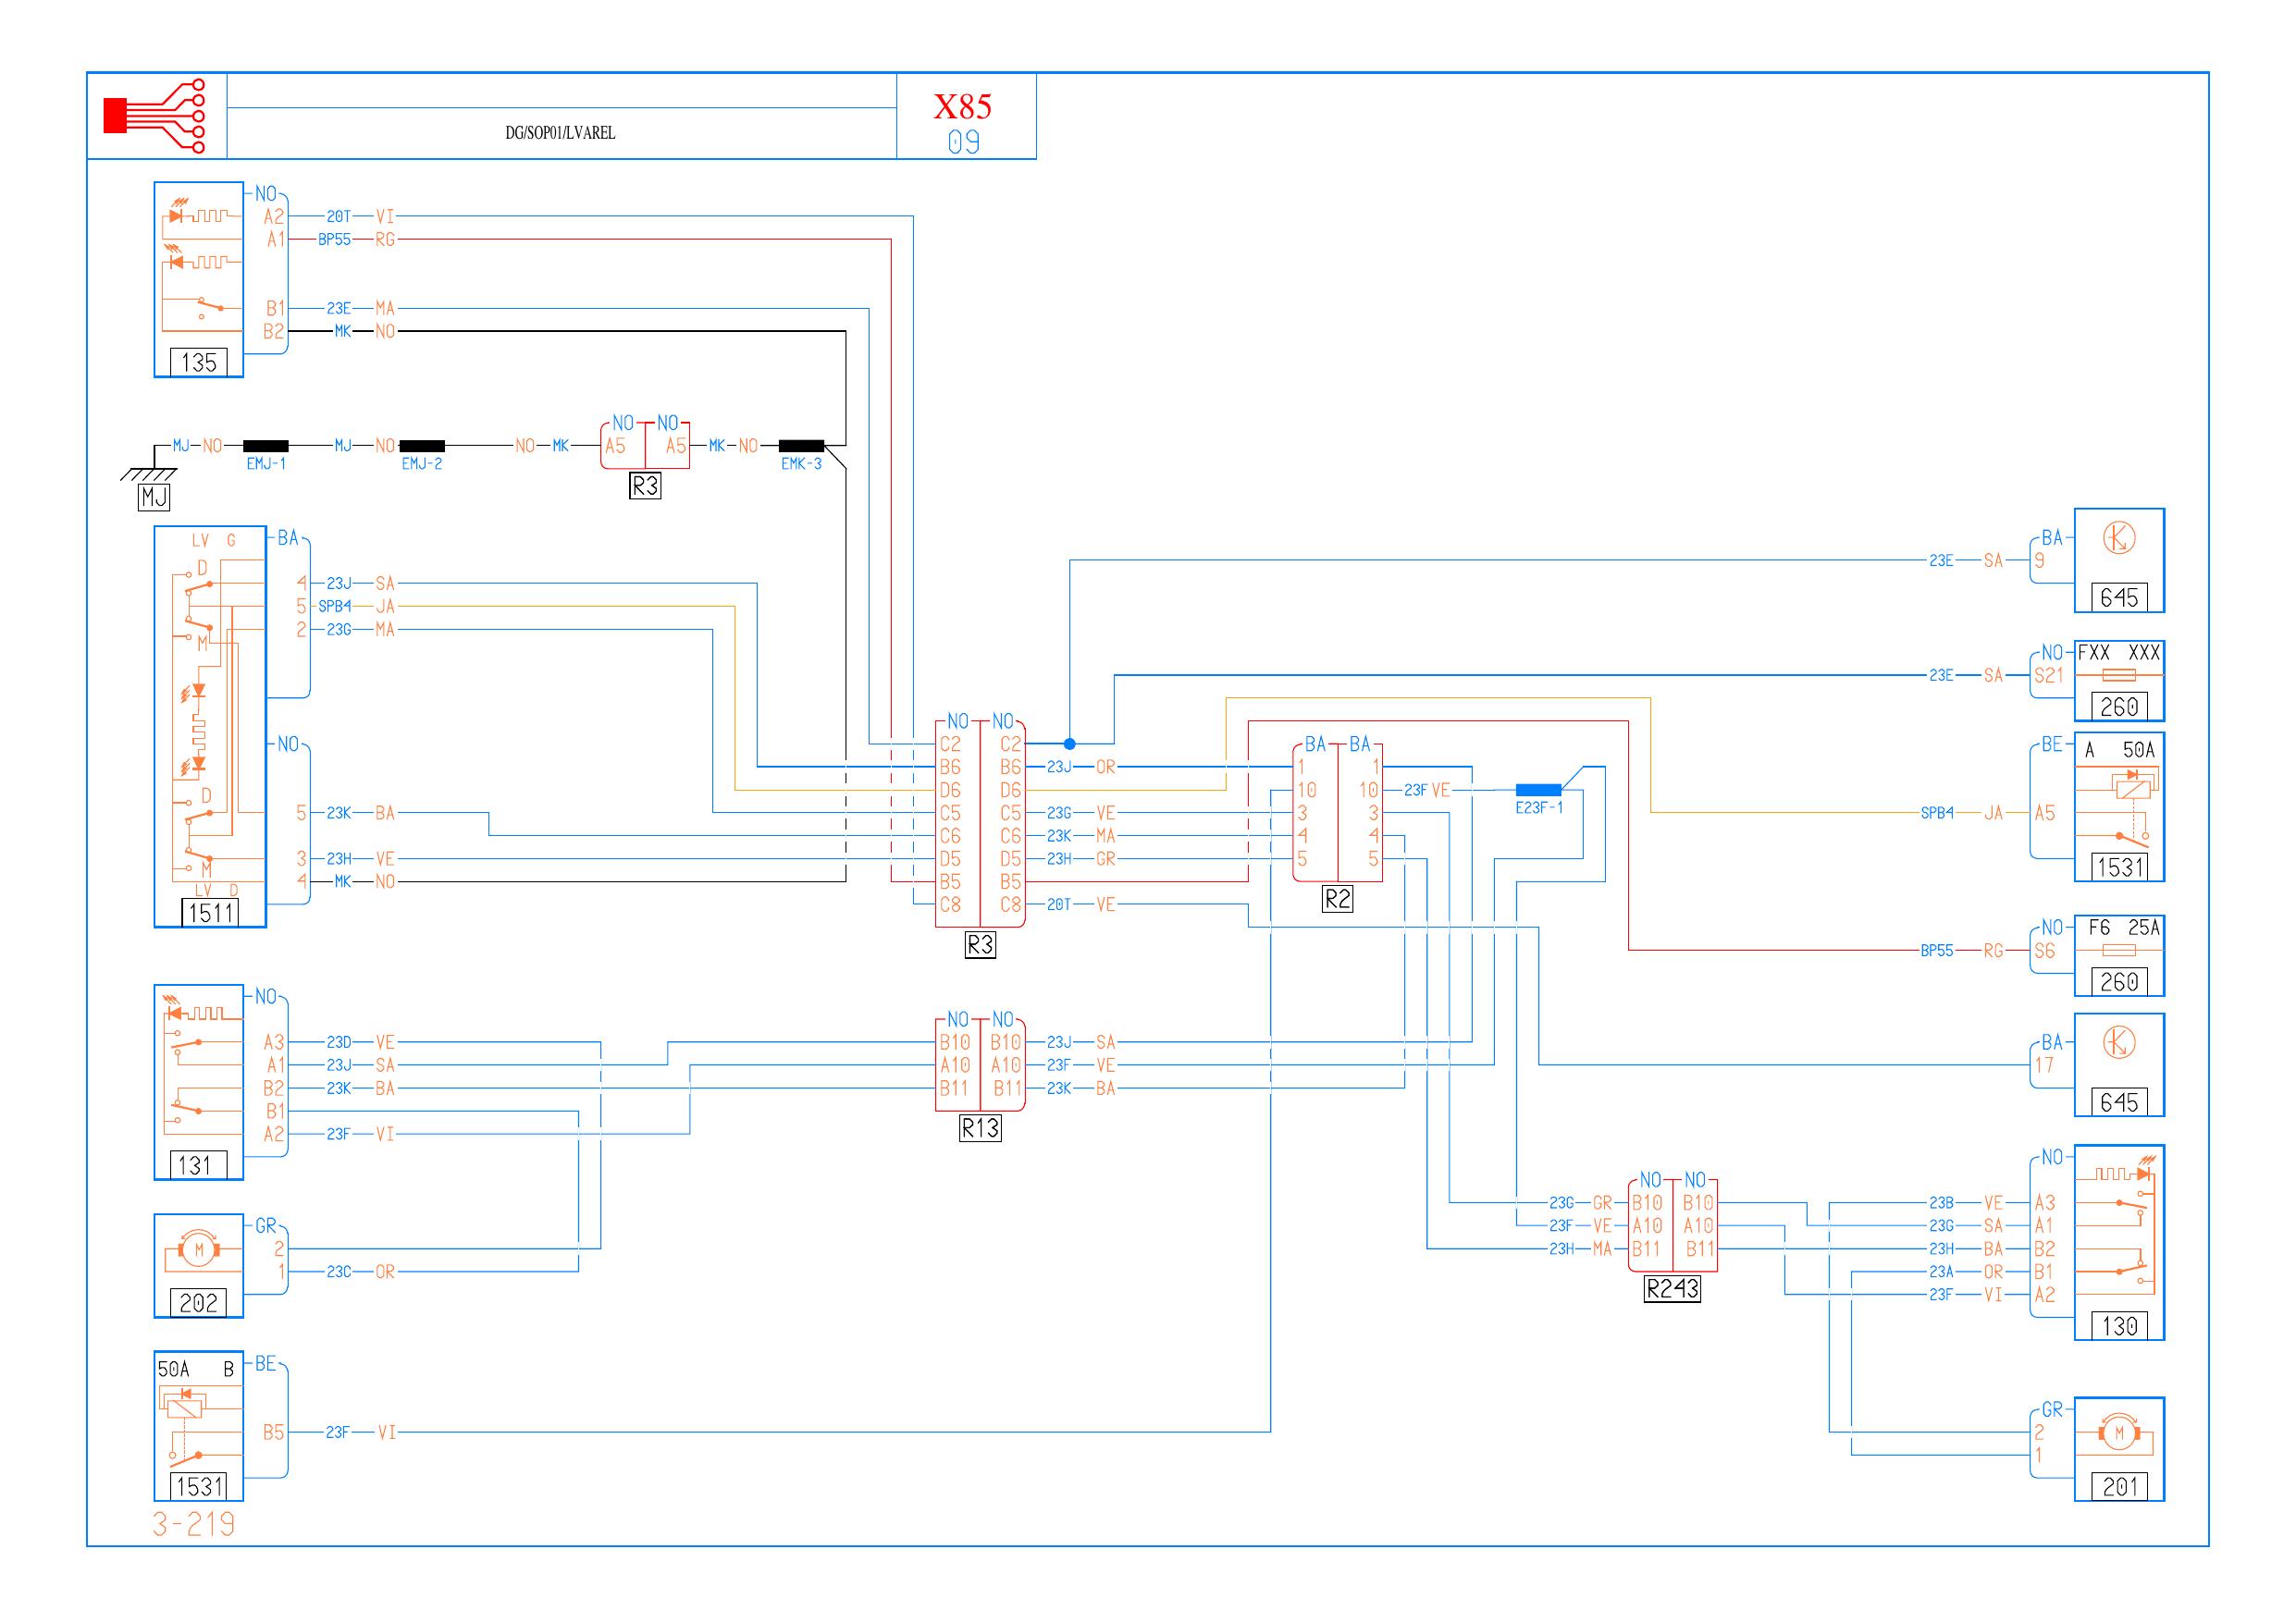 X85
DG/SOP01/LVAREL
09
NO
A2 20T VI
A1 BP55 RG
B1 23E MA
B2 MK NO
135
MJ NO EMJ-1 MJ NO EMJ-2 NO MK
NO NO
A5 A5
R3
MK NO EMK-3
MJ
LV G
D
M
D
M
LV D
1511
BA
4 23J SA
5 SPB4 JA
2 23G MA
NO
5 23K BA
3 23H VE
4 MK NO
NO NO
C2 C2
B6 B6 23J OR
D6 D6
C5 C5 23G VE
C6 C6 23K MA
D5 D5 23H GR
B5 B5
C8 C8 20T VE
R3
BA BA
1 1
10 10 23F VE E23F-1
3 3
4 4
5 5
R2
23E SA 9 BA
645
23E SA S21 NO
FXX XXX
260
BE
A 50A
SPB4 JA A5
1531
NO
F6 25A
BP55 RG S6
260
BA
17
645
NO
A3 23D VE
A1 23J SA
B2 23K BA
B1
A2 23F VI
131
NO NO
B10 B10 23J SA
A10 A10 23F VE
B11 B11 23K BA
R13
NO NO
23G GR B10 B10
23F VE A10 A10
23H MA B11 B11
R243
NO
23B VE A3
23G SA A1
23H BA B2
23A OR B1
23F VI A2
130
GR
2
1 23C OR
M
202
50A B
BE
B5 23F VI
1531
GR
2
1
M
201
3-219